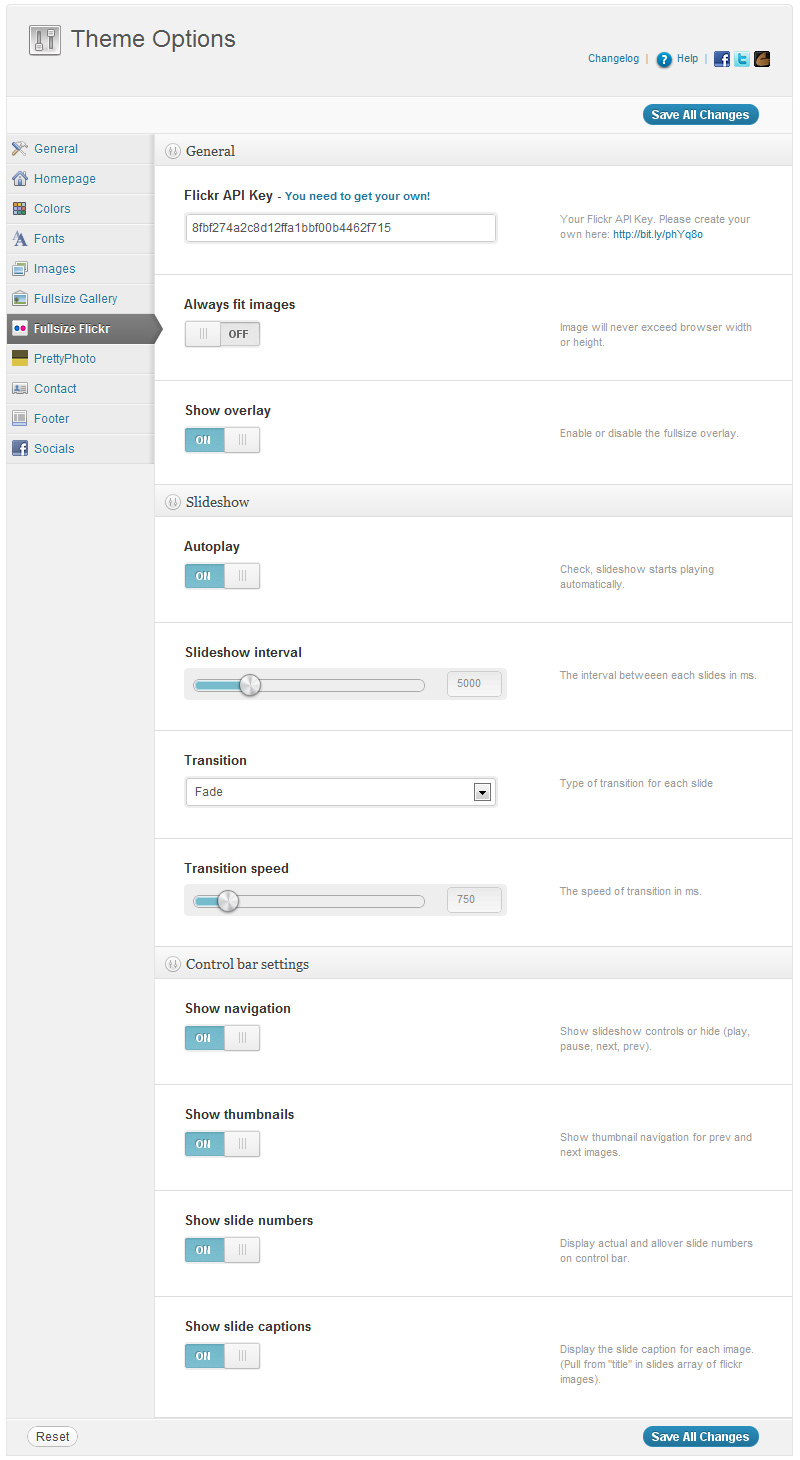 Theme Options
Changelog | ? Help |
Save All Changes
General
Homepage
Colors
Fonts
Images
Fullsize Gallery
Fullsize Flickr
PrettyPhoto
Contact
Footer
Socials
General
Flickr API Key - You need to get your own!
8fbf274a2c8d12ffa1bbf00b4462f715
Your Flickr API Key. Please create your
own here: http://bit.ly/phYq8o
Always fit images
OFF
Image will never exceed browser width
or height.
Show overlay
ON
Enable or disable the fullsize overlay.
Slideshow
Autoplay
ON
Check, slideshow starts playing
automatically.
Slideshow interval
5000
The interval betweeen each slides in ms.
Transition
Fade
Type of transition for each slide
Transition speed
750
The speed of transition in ms.
Control bar settings
Show navigation
ON
Show slideshow controls or hide (play,
pause, next, prev).
Show thumbnails
ON
Show thumbnail navigation for prev and
next images.
Show slide numbers
ON
Display actual and allover slide numbers
on control bar.
Show slide captions
ON
Display the slide caption for each image.
(Pull from "title" in slides array of flickr
images).
Reset
Save All Changes